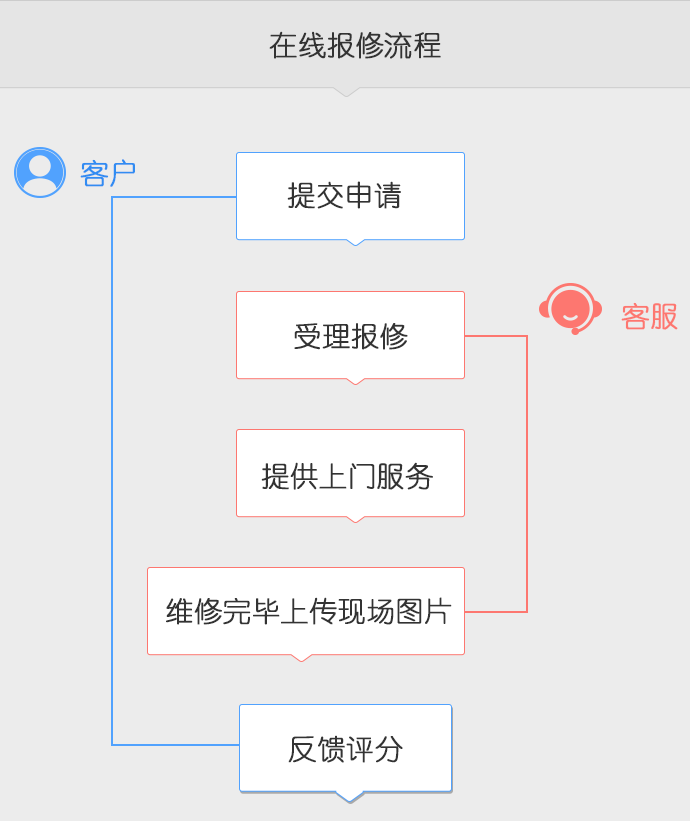 在线报修流程
客户
提交申请
受理报修
客服
提供上门服务
维修完毕上传现场图片
反馈评分